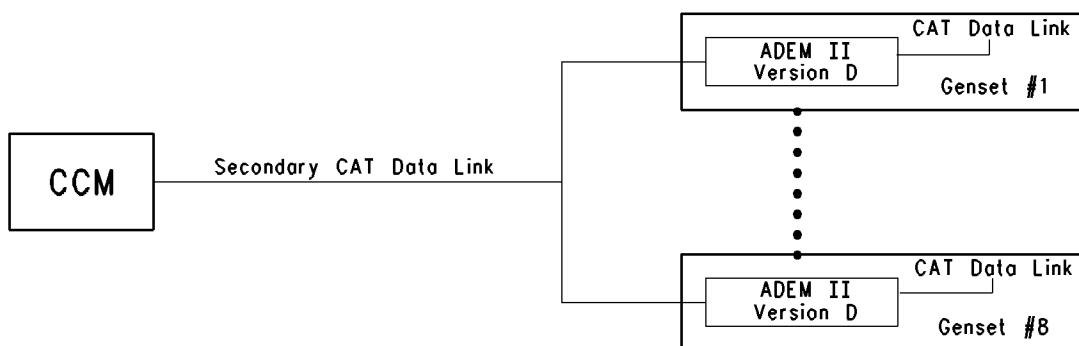 CAT Data Link
ADEM II
Version D
Genset #1
CCM
Secondary CAT Data Link
CAT Data Link
ADEM II
Version D
Genset #8